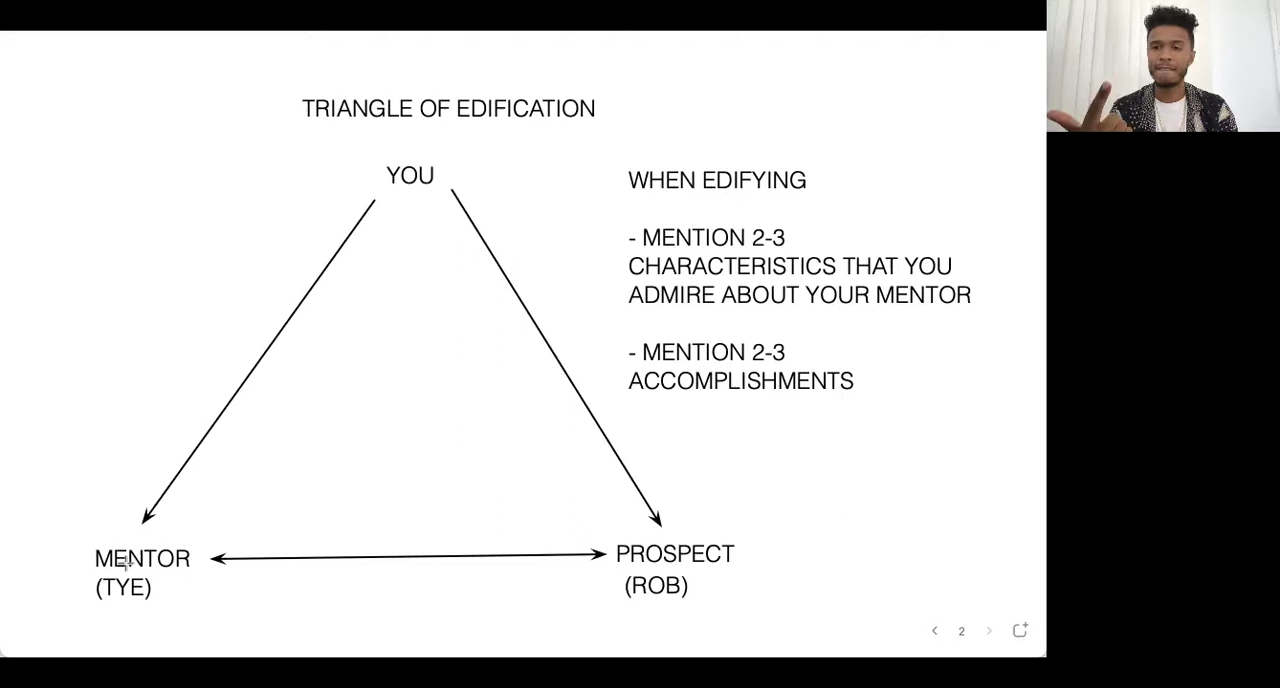 TRIANGLE OF EDIFICATION
YOU
WHEN EDIFYING
- MENTION 2-3
CHARACTERISTICS THAT YOU
ADMIRE ABOUT YOUR MENTOR
- MENTION 2-3
ACCOMPLISHMENTS
MENTOR
(TYE)
PROSPECT
(ROB)
2